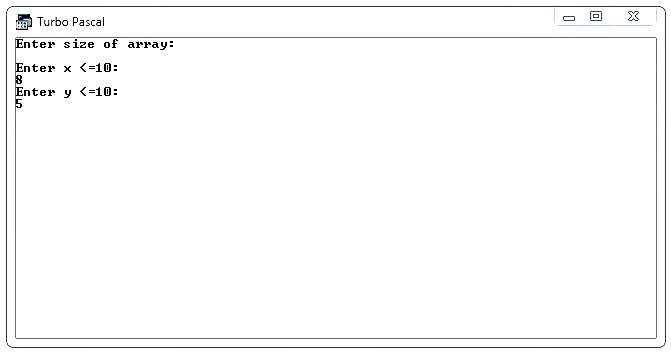 Turbo Pascal
Enter size of array:
Enter x <=10:
8
Enter y <=10:
5